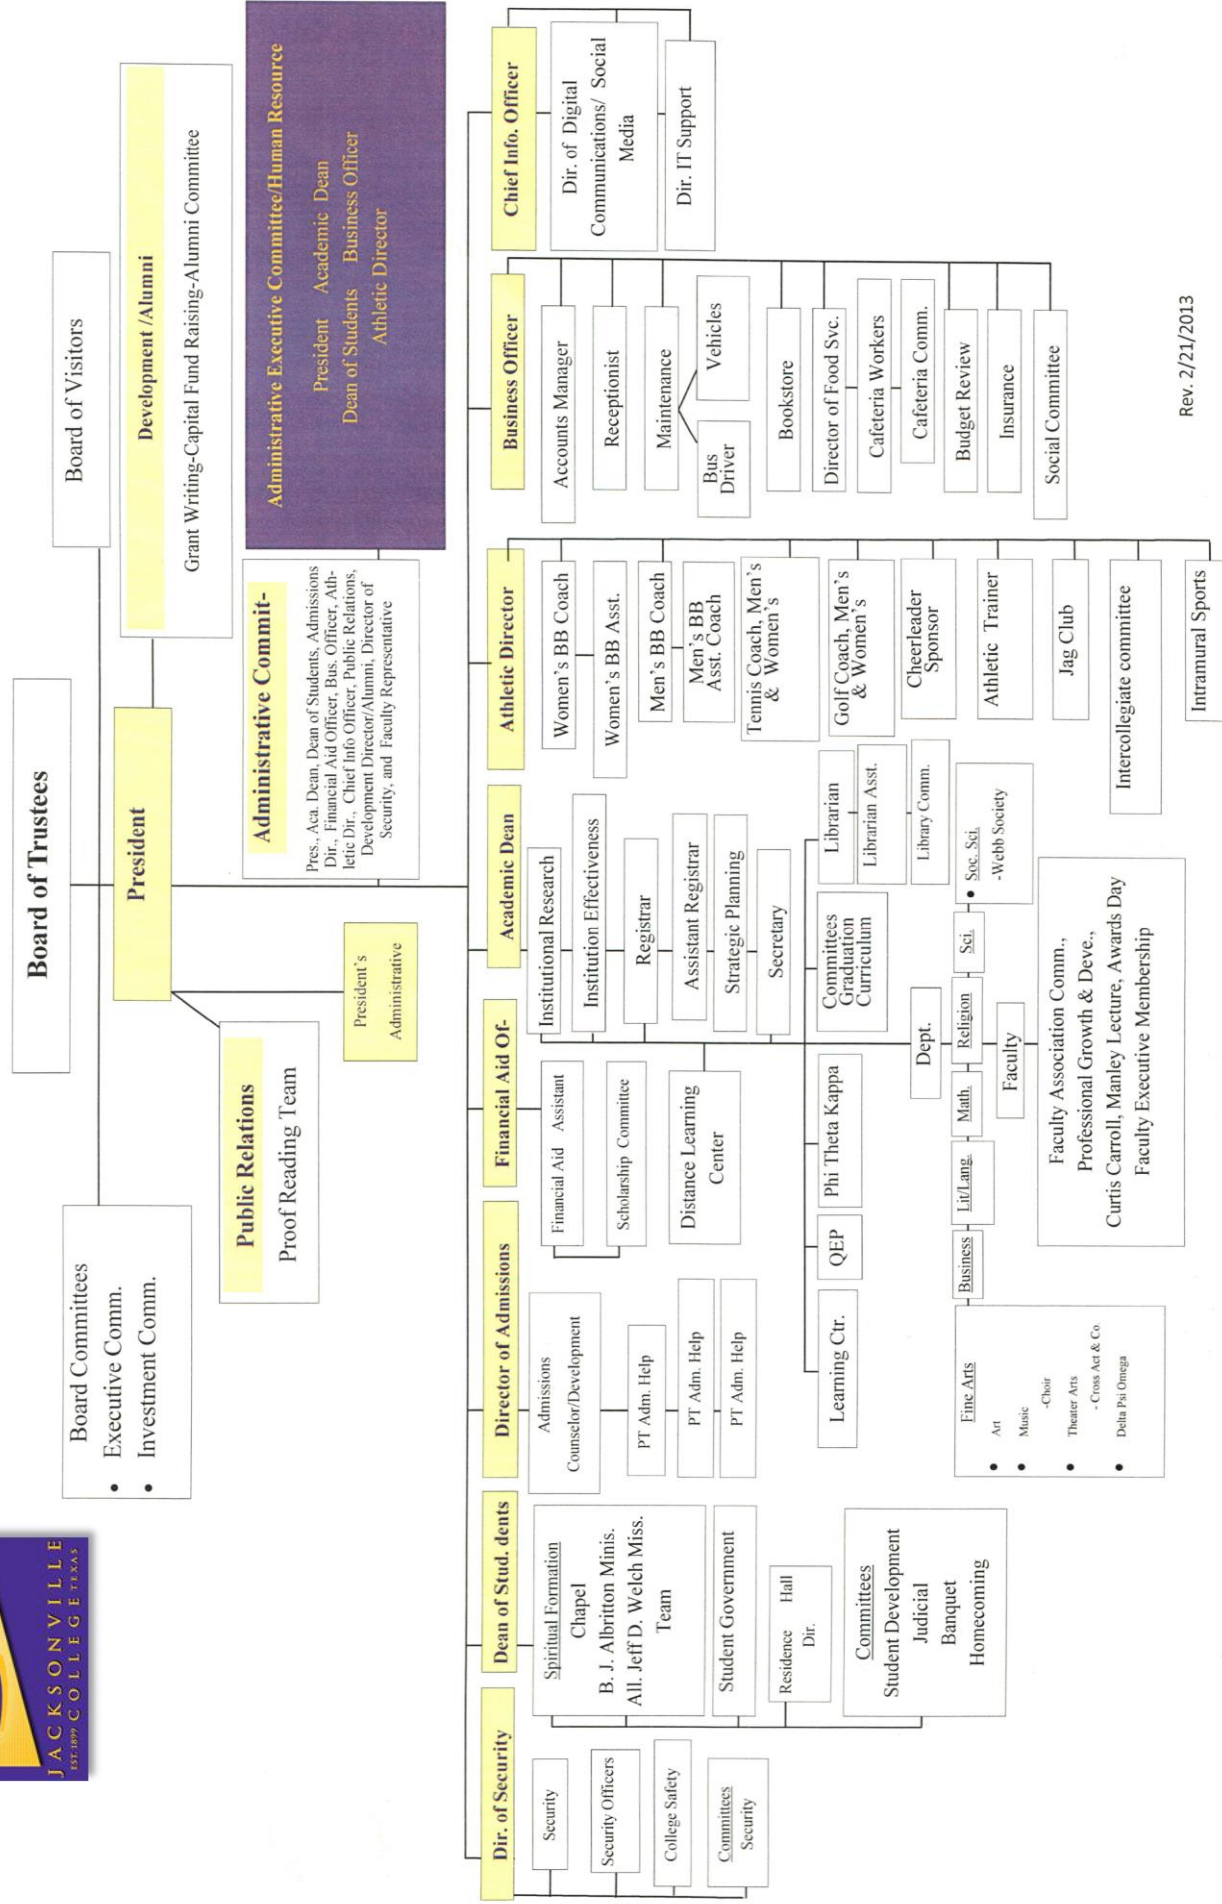 JACKSONVILLE
EST. 1899 COLLEGE TEXAS
Board of Trustees
Board Committees
• Executive Comm.
• Investment Comm.
Board of Visitors
President
Development /Alumni
Grant Writing-Capital Fund Raising-Alumni Committee
Public Relations
Proof Reading Team
President's
Administrative
Administrative Commit-
Pres., Aca. Dean, Dean of Students, Admissions
Dir., Financial Aid Officer, Bus. Officer, Ath-
letic Dir., Chief Info Officer, Public Relations,
Development Director/Alumni, Director of
Security, and Faculty Representative
Administrative Executive Committee/Human Resource
President Academic Dean
Dean of Students Business Officer
Athletic Director
Dir. of Security
Security
Security Officers
College Safety
Committees
Security
Dean of Stud. dents
Spiritual Formation
Chapel
B. J. Albritton Minis.
All. Jeff D. Welch Miss.
Team
Student Government
Residence Hall
Dir.
Committees
Student Development
Judicial
Banquet
Homecoming
Director of Admissions
Admissions
Counselor/Development
PT Adm. Help
PT Adm. Help
PT Adm. Help
Financial Aid Of-
Financial Aid Assistant
Scholarship Committee
Academic Dean
Institutional Research
Institution Effectiveness
Registrar
Assistant Registrar
Strategic Planning
Secretary
Distance Learning
Center
Learning Ctr.
QEP
Phi Theta Kappa
Committees
Graduation
Curriculum
Librarian
Librarian Asst.
Library Comm.
Dept.
Fine Arts
• Art
• Music
-Choir
• Theater Arts
- Cross Act & Co
• Delta Psi Omega
Business
Lit/Lang.
Math.
Religion
Sci.
• Soc. Sci.
-Webb Society
Faculty
Faculty Association Comm.,
Professional Growth & Deve.,
Curtis Carroll, Manley Lecture, Awards Day
Faculty Executive Membership
Athletic Director
Women's BB Coach
Women's BB Asst.
Men's BB Coach
Men's BB
Asst. Coach
Tennis Coach, Men's
& Women's
Golf Coach, Men's
& Women's
Cheerleader
Sponsor
Athletic Trainer
Jag Club
Intercollegiate committee
Intramural Sports
Business Officer
Accounts Manager
Receptionist
Maintenance
Bus
Driver
Vehicles
Bookstore
Director of Food Svc.
Cafeteria Workers
Cafeteria Comm.
Budget Review
Insurance
Social Committee
Chief Info. Officer
Dir. of Digital
Communications/ Social
Media
Dir. IT Support
Rev. 2/21/2013